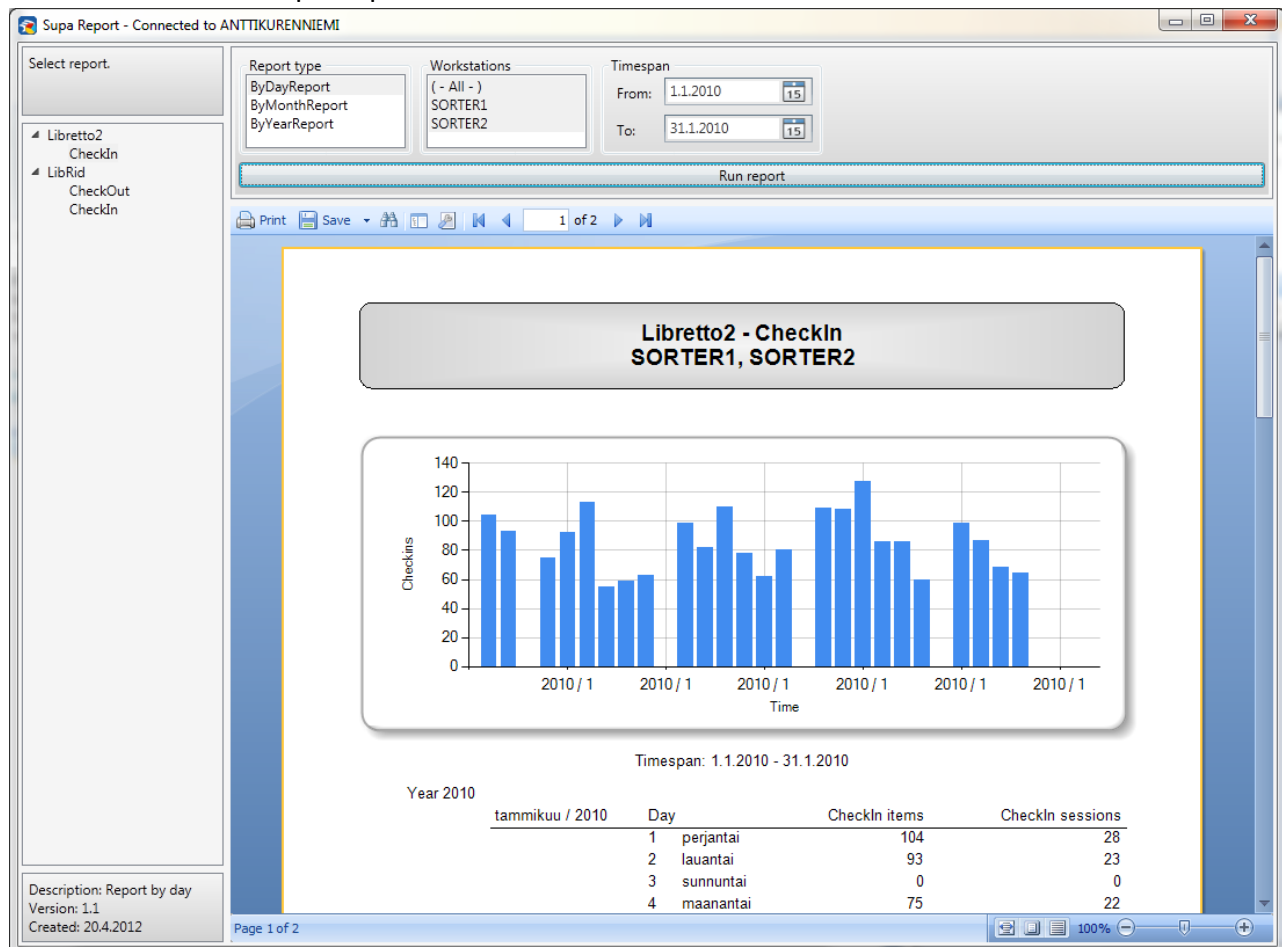 Supa Report - Connected to ANTTIKURENNIEMI
Select report.
Libretto2
CheckIn
LibRid
CheckOut
CheckIn
Description: Report by day
Version: 1.1
Created: 20.4.2012
Report type
ByDayReport
ByMonthReport
ByYearReport
Workstations
( - All - )
SORTER1
SORTER2
Timespan
From: 1.1.2010 15
To: 31.1.2010 15
Run report
Print Save 1 of 2
Libretto2 - CheckIn
SORTER1, SORTER2
140
120
100
80
60
40
20
0
Checkins
2010 / 1 2010 / 1 2010 / 1 2010 / 1 2010 / 1 2010 / 1
Time
Timespan: 1.1.2010 - 31.1.2010
Year 2010
tammikuu / 2010 Day CheckIn items CheckIn sessions
1 perjantai 104 28
2 lauantai 93 23
3 sunnuntai 0 0
4 maanantai 75 22
Page 1 of 2 100%